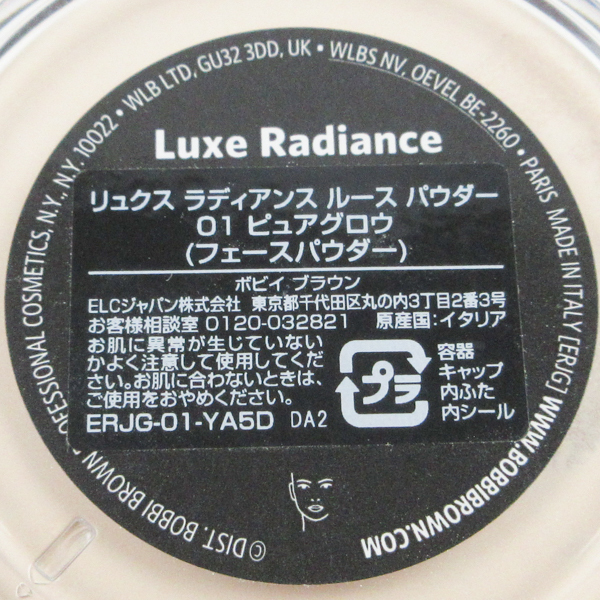 Luxe Radiance
リュクス ラディアンス ルース パウダー
01 ピュアグロウ
(フェースパウダー)
ボビイ ブラウン
ELCジャパン株式会社 東京都千代田区丸の内3丁目2番3号
お客様相談室 0120-032821 原産国:イタリア
お肌に異常が生じていない
かよく注意して使用してくだ
さい。お肌に合わないときは、
ご使用をおやめください。
プラ
容器
キャップ
内ふた
内シール
ERJG-01-YA5D DA2
© DIST. BOBBI BROWN PROFESSIONAL COSMETICS, N.Y., N.Y. 10022 • WLB LTD, GU32 3DD, UK • WLBS NV, OEVEL BE-2260 • PARIS MADE IN ITALY [ERJG] WWW.BOBBIBROWN.COM